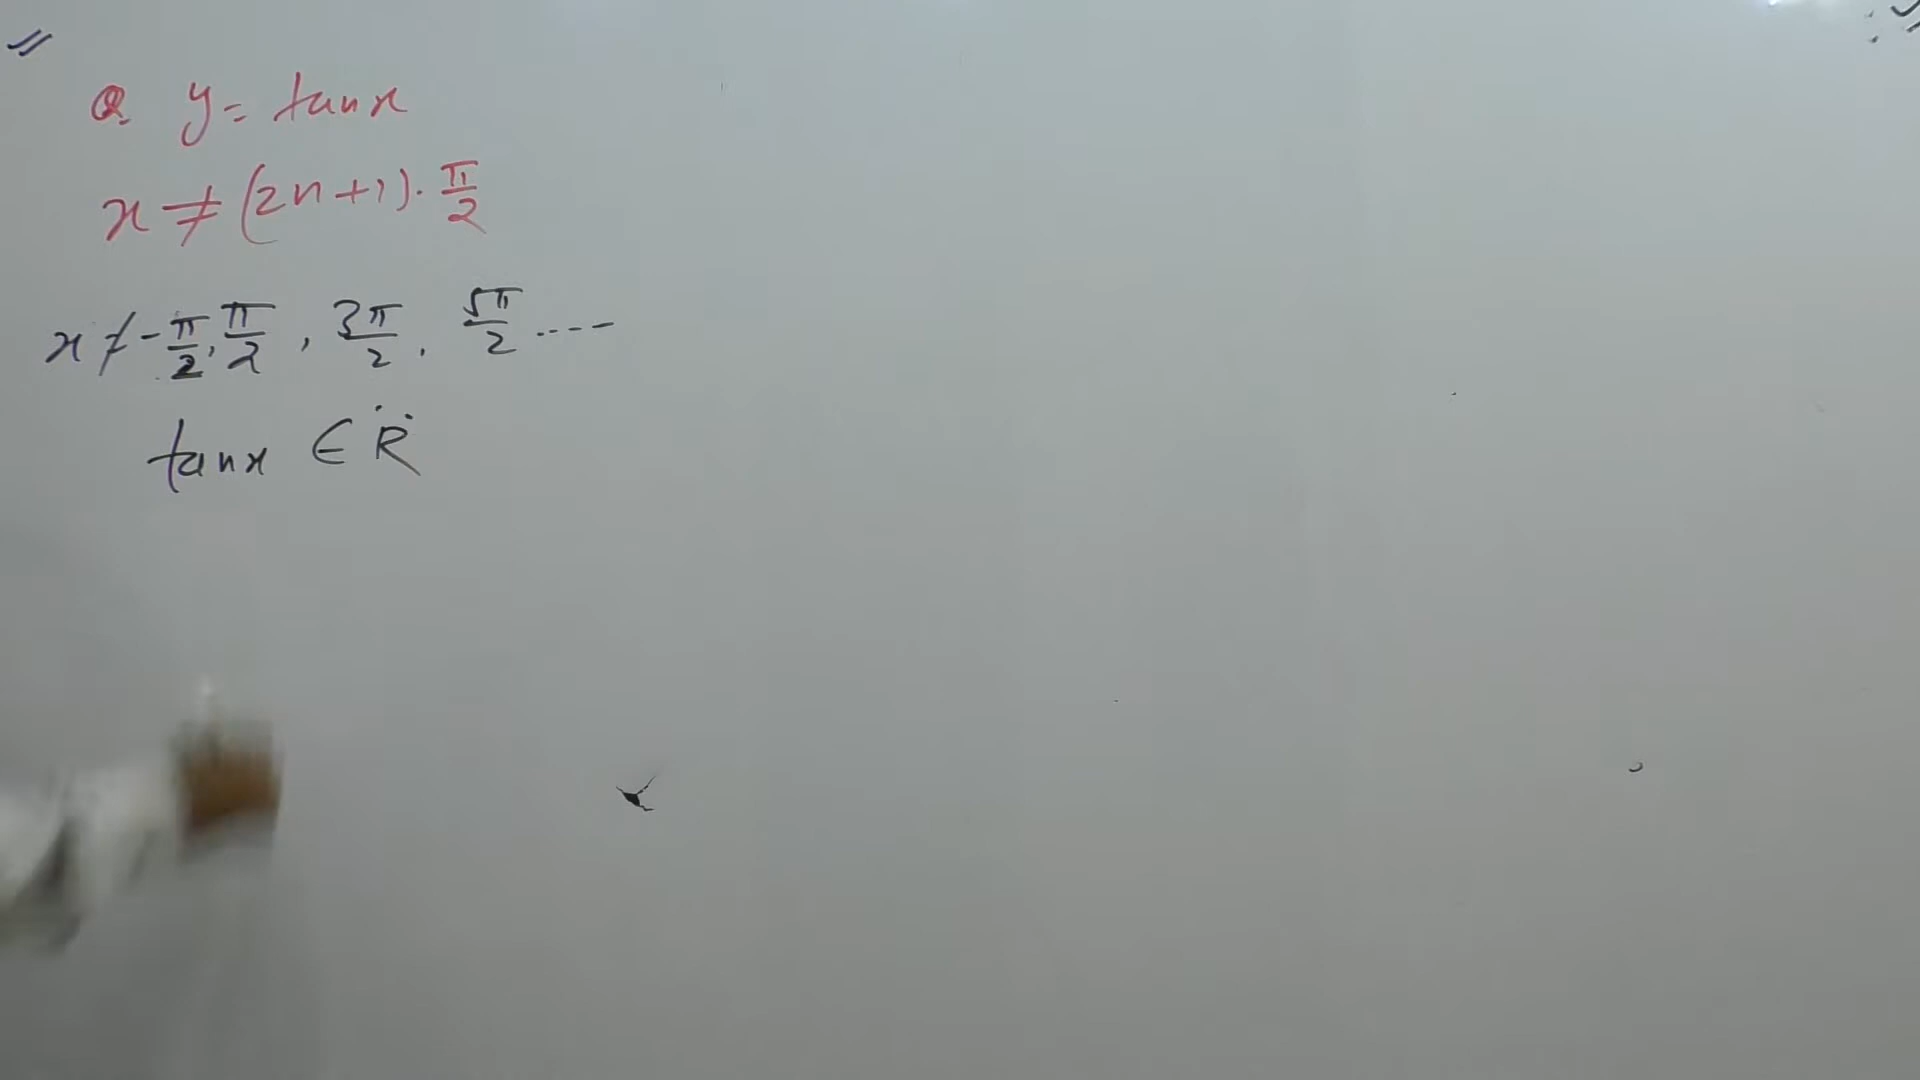 Q. y = tanx
x ≠ (2n+1)·π/2
x ≠ -π/2, π/2, 3π/2, 5π/2 ----
tanx ∈ R